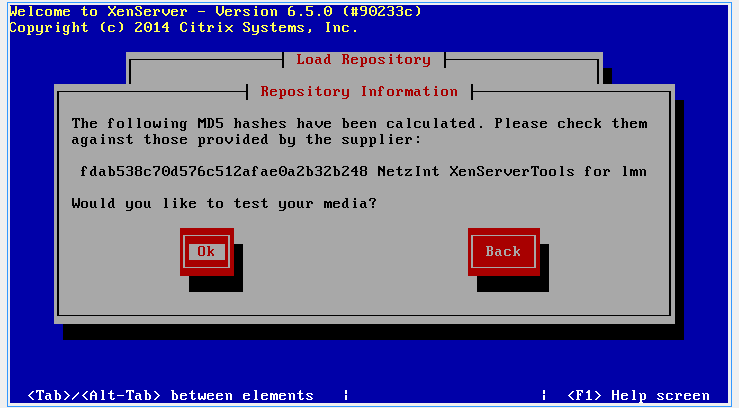 Welcome to XenServer - Version 6.5.0 (#90233c)
Copyright (c) 2014 Citrix Systems, Inc.
Load Repository
Repository Information
The following MD5 hashes have been calculated. Please check them
against those provided by the supplier:
fdab538c70d576c512afae0a2b32b248 NetzInt XenServerTools for lmn
Would you like to test your media?
Ok Back
<Tab>/<Alt-Tab> between elements | | <F1> Help screen